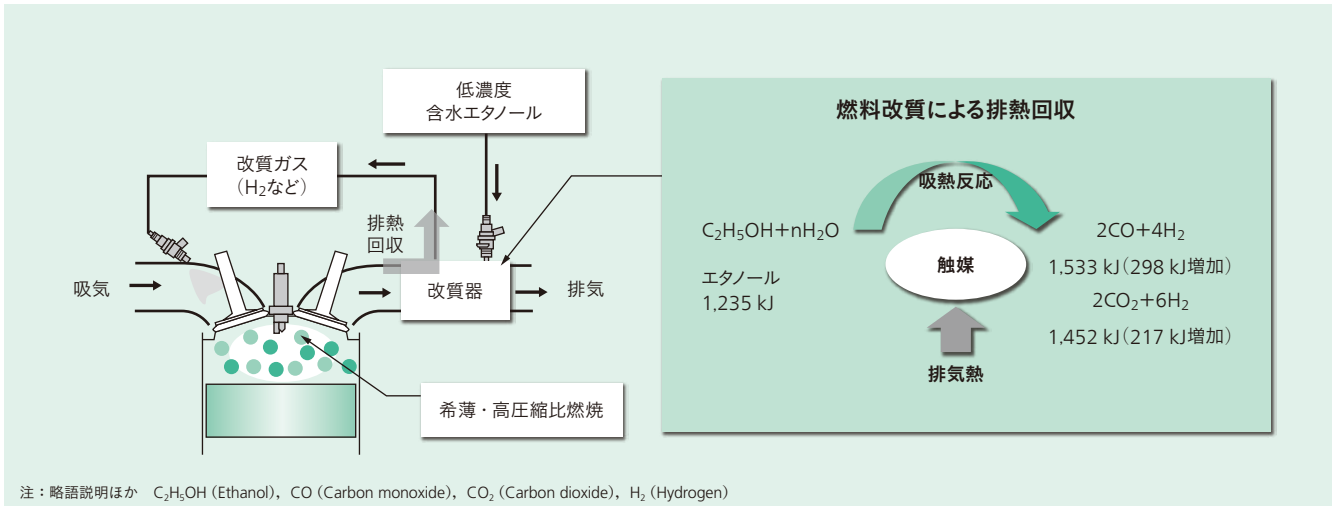 低濃度
含水エタノール
改質ガス
（H₂など）
排熱
回収
吸気
改質器
排気
希薄・高圧縮比燃焼
燃料改質による排熱回収
吸熱反応
C₂H₅OH+nH₂O
エタノール
1,235 kJ
触媒
排気熱
2CO+4H₂
1,533 kJ（298 kJ増加）
2CO₂+6H₂
1,452 kJ（217 kJ増加）
注：略語説明ほか　C₂H₅OH (Ethanol)，CO (Carbon monoxide)，CO₂ (Carbon dioxide)，H₂ (Hydrogen)